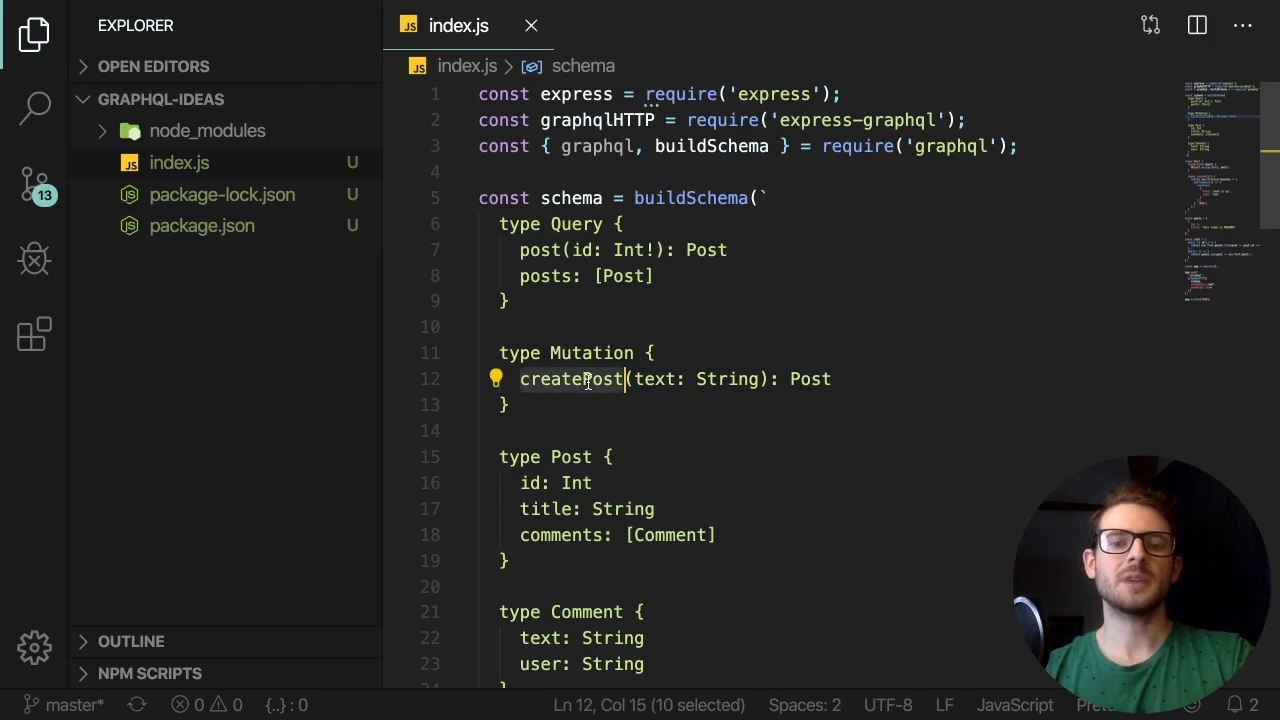 EXPLORER
OPEN EDITORS
GRAPHQL-IDEAS
node_modules
JS index.js U
package-lock.json U
package.json U
13
OUTLINE
NPM SCRIPTS
JS index.js
JS index.js > schema
1 const express = require('express');
2 const graphqlHTTP = require('express-graphql');
3 const { graphql, buildSchema } = require('graphql');
4
5 const schema = buildSchema(`
6 type Query {
7 post(id: Int!): Post
8 posts: [Post]
9 }
10
11 type Mutation {
12 createPost(text: String): Post
13 }
14
15 type Post {
16 id: Int
17 title: String
18 comments: [Comment]
19 }
20
21 type Comment {
22 text: String
23 user: String
master* 0 0 {..} : 0 Ln 12, Col 15 (10 selected) Spaces: 2 UTF-8 LF JavaScript 2